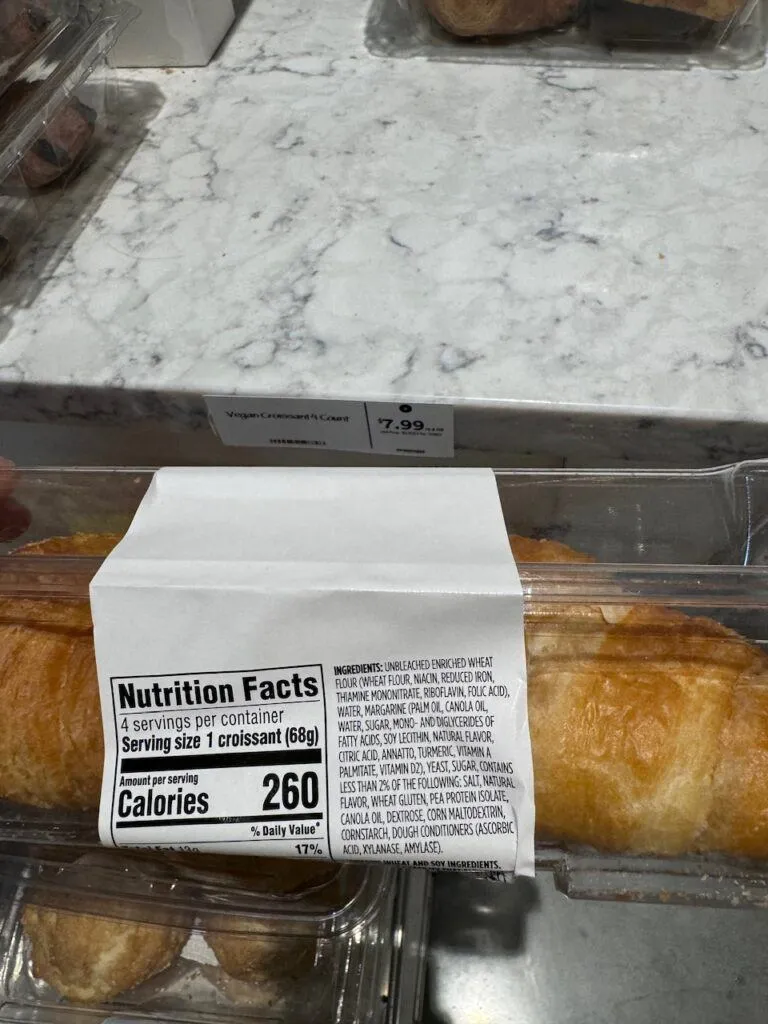 Vegan Croissant 4 Count
$7.99
Nutrition Facts
4 servings per container
Serving size 1 croissant (68g)
Amount per serving
Calories 260
% Daily Value*
17%
INGREDIENTS: UNBLEACHED ENRICHED WHEAT
FLOUR (WHEAT FLOUR, NIACIN, REDUCED IRON,
THIAMINE MONONITRATE, RIBOFLAVIN, FOLIC ACID),
WATER, MARGARINE (PALM OIL, CANOLA OIL,
WATER, SUGAR, MONO- AND DIGLYCERIDES OF
FATTY ACIDS, SOY LECITHIN, NATURAL FLAVOR,
CITRIC ACID, ANNATTO, TURMERIC, VITAMIN A
PALMITATE, VITAMIN D2), YEAST, SUGAR, CONTAINS
LESS THAN 2% OF THE FOLLOWING: SALT, NATURAL
FLAVOR, WHEAT GLUTEN, PEA PROTEIN ISOLATE,
CANOLA OIL, DEXTROSE, CORN MALTODEXTRIN,
CORNSTARCH, DOUGH CONDITIONERS (ASCORBIC
ACID, XYLANASE, AMYLASE).
WHEAT AND SOY INGREDIENTS.